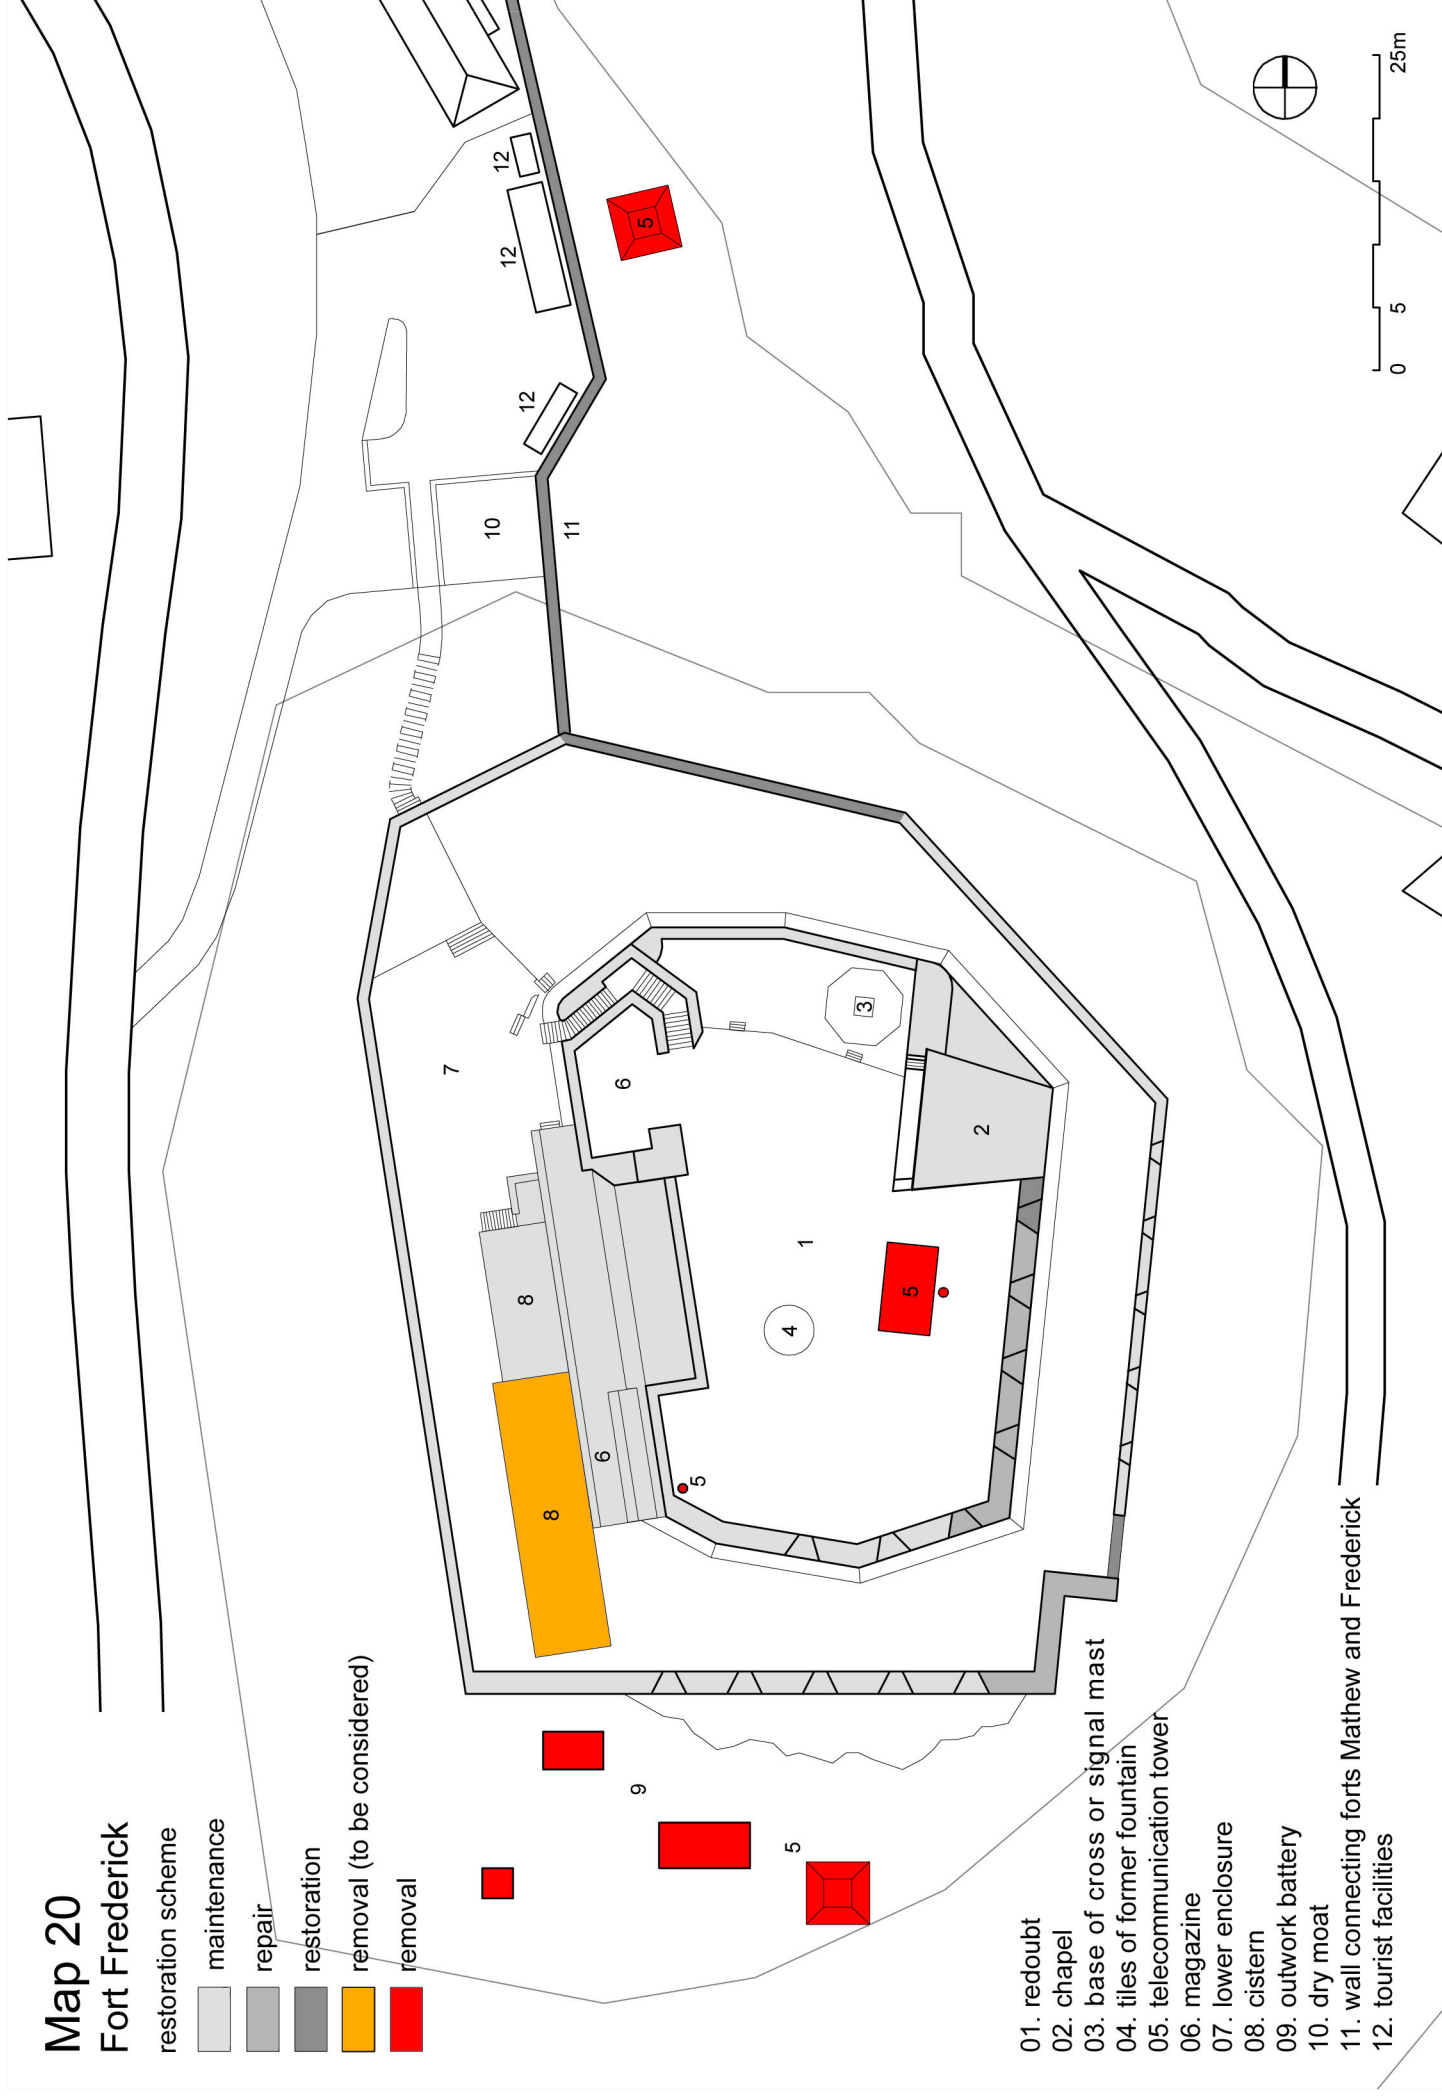 Map 20
Fort Frederick
restoration scheme
maintenance
repair
restoration
removal (to be considered)
removal
01. redoubt
02. chapel
03. base of cross or signal mast
04. tiles of former fountain
05. telecommunication tower
06. magazine
07. lower enclosure
08. cistern
09. outwork battery
10. dry moat
11. wall connecting forts Mathew and Frederick
12. tourist facilities
5
9
8
6
5
8
4
5
1
7
6
2
3
10
11
12
12
12
5
0
5
25m